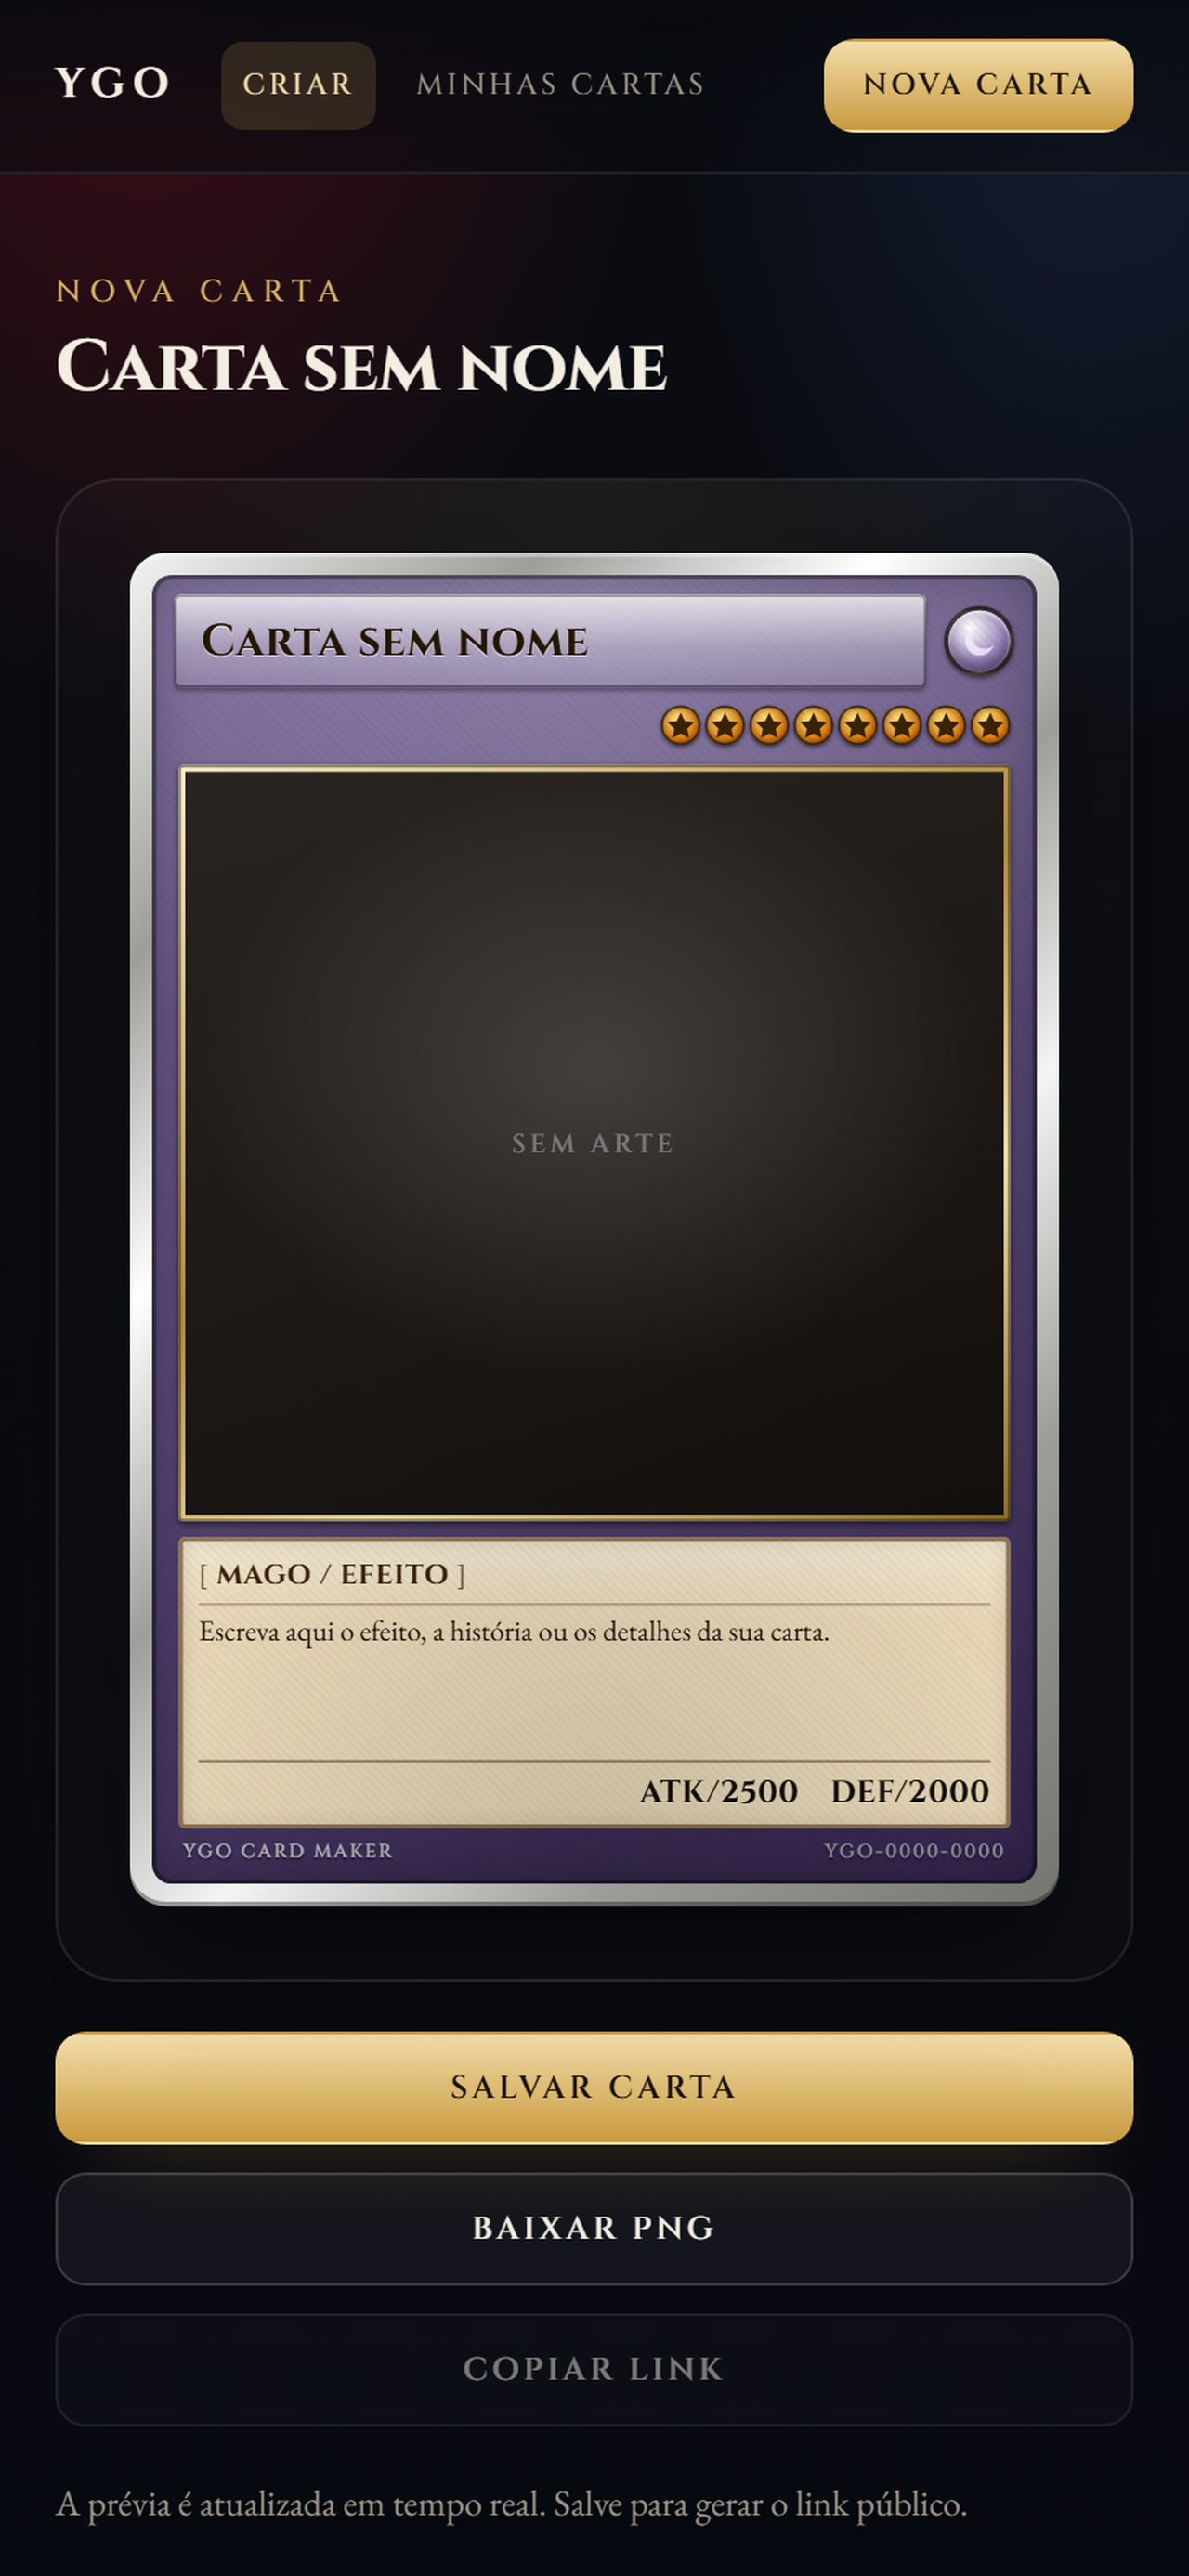 YGO CRIAR MINHAS CARTAS NOVA CARTA
NOVA CARTA
CARTA SEM NOME
CARTA SEM NOME
SEM ARTE
[ MAGO / EFEITO ]
Escreva aqui o efeito, a história ou os detalhes da sua carta.
ATK/2500 DEF/2000
YGO CARD MAKER YGO-0000-0000
SALVAR CARTA
BAIXAR PNG
COPIAR LINK
A prévia é atualizada em tempo real. Salve para gerar o link público.